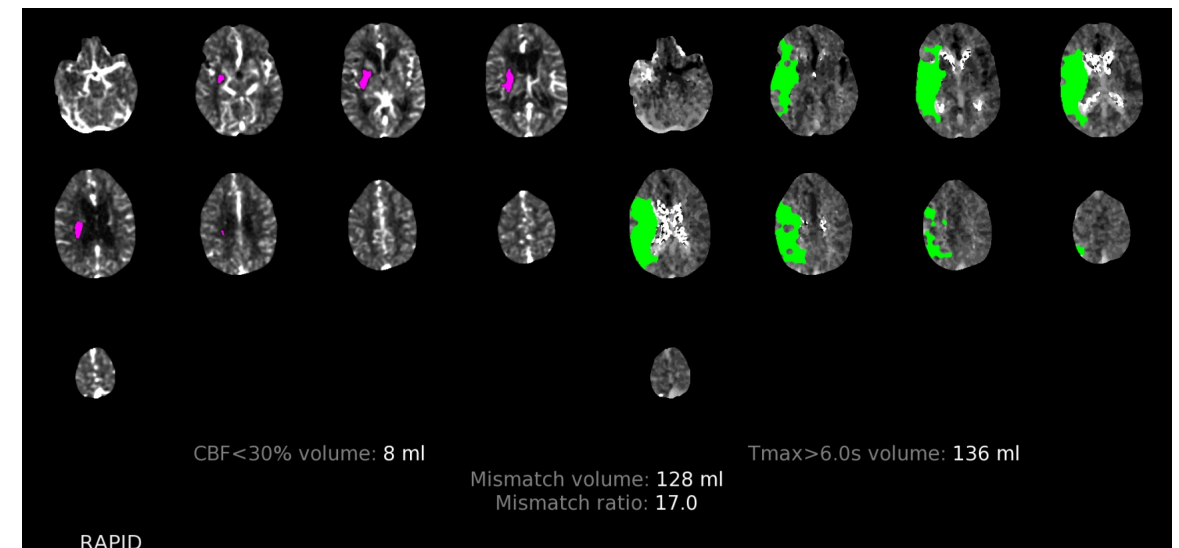 CBF<30% volume: 8 ml
Tmax>6.0s volume: 136 ml
Mismatch volume: 128 ml
Mismatch ratio: 17.0
RAPID